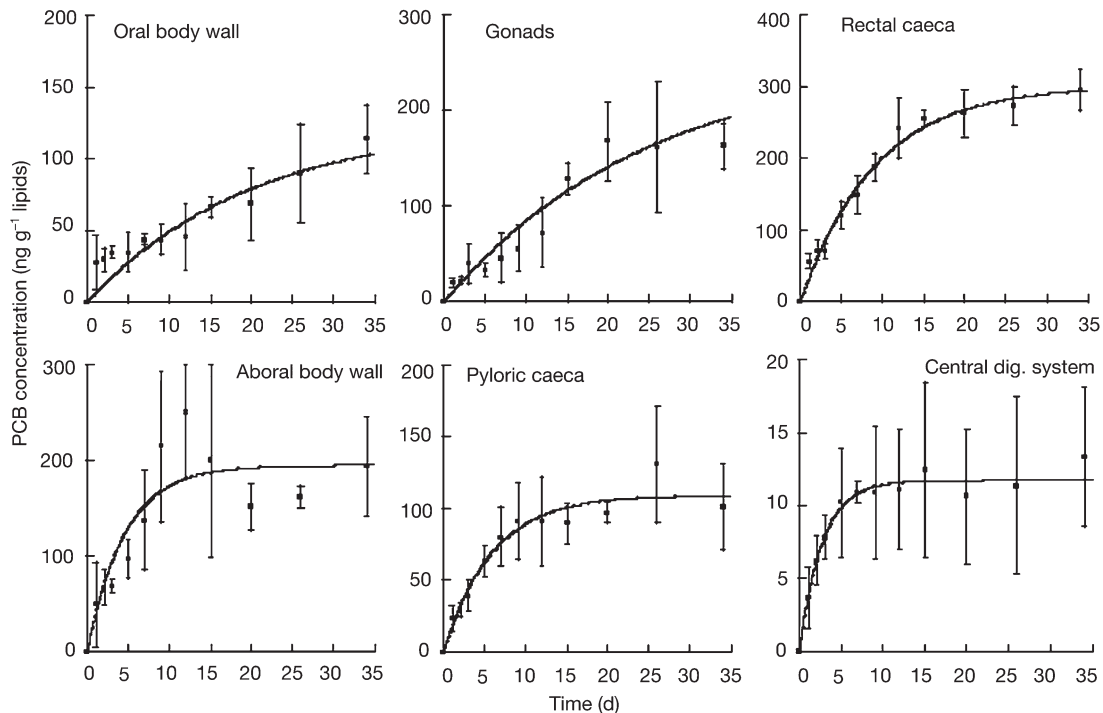 PCB concentration (ng g⁻¹ lipids)
Oral body wall
200
150
100
50
0
0 5 10 15 20 25 30 35
Gonads
300
200
100
0
0 5 10 15 20 25 30 35
Rectal caeca
400
300
200
100
0
0 5 10 15 20 25 30 35
Aboral body wall
300
200
100
0
0 5 10 15 20 25 30 35
Pyloric caeca
200
150
100
50
0
0 5 10 15 20 25 30 35
Central dig. system
20
15
10
5
0
0 5 10 15 20 25 30 35
Time (d)